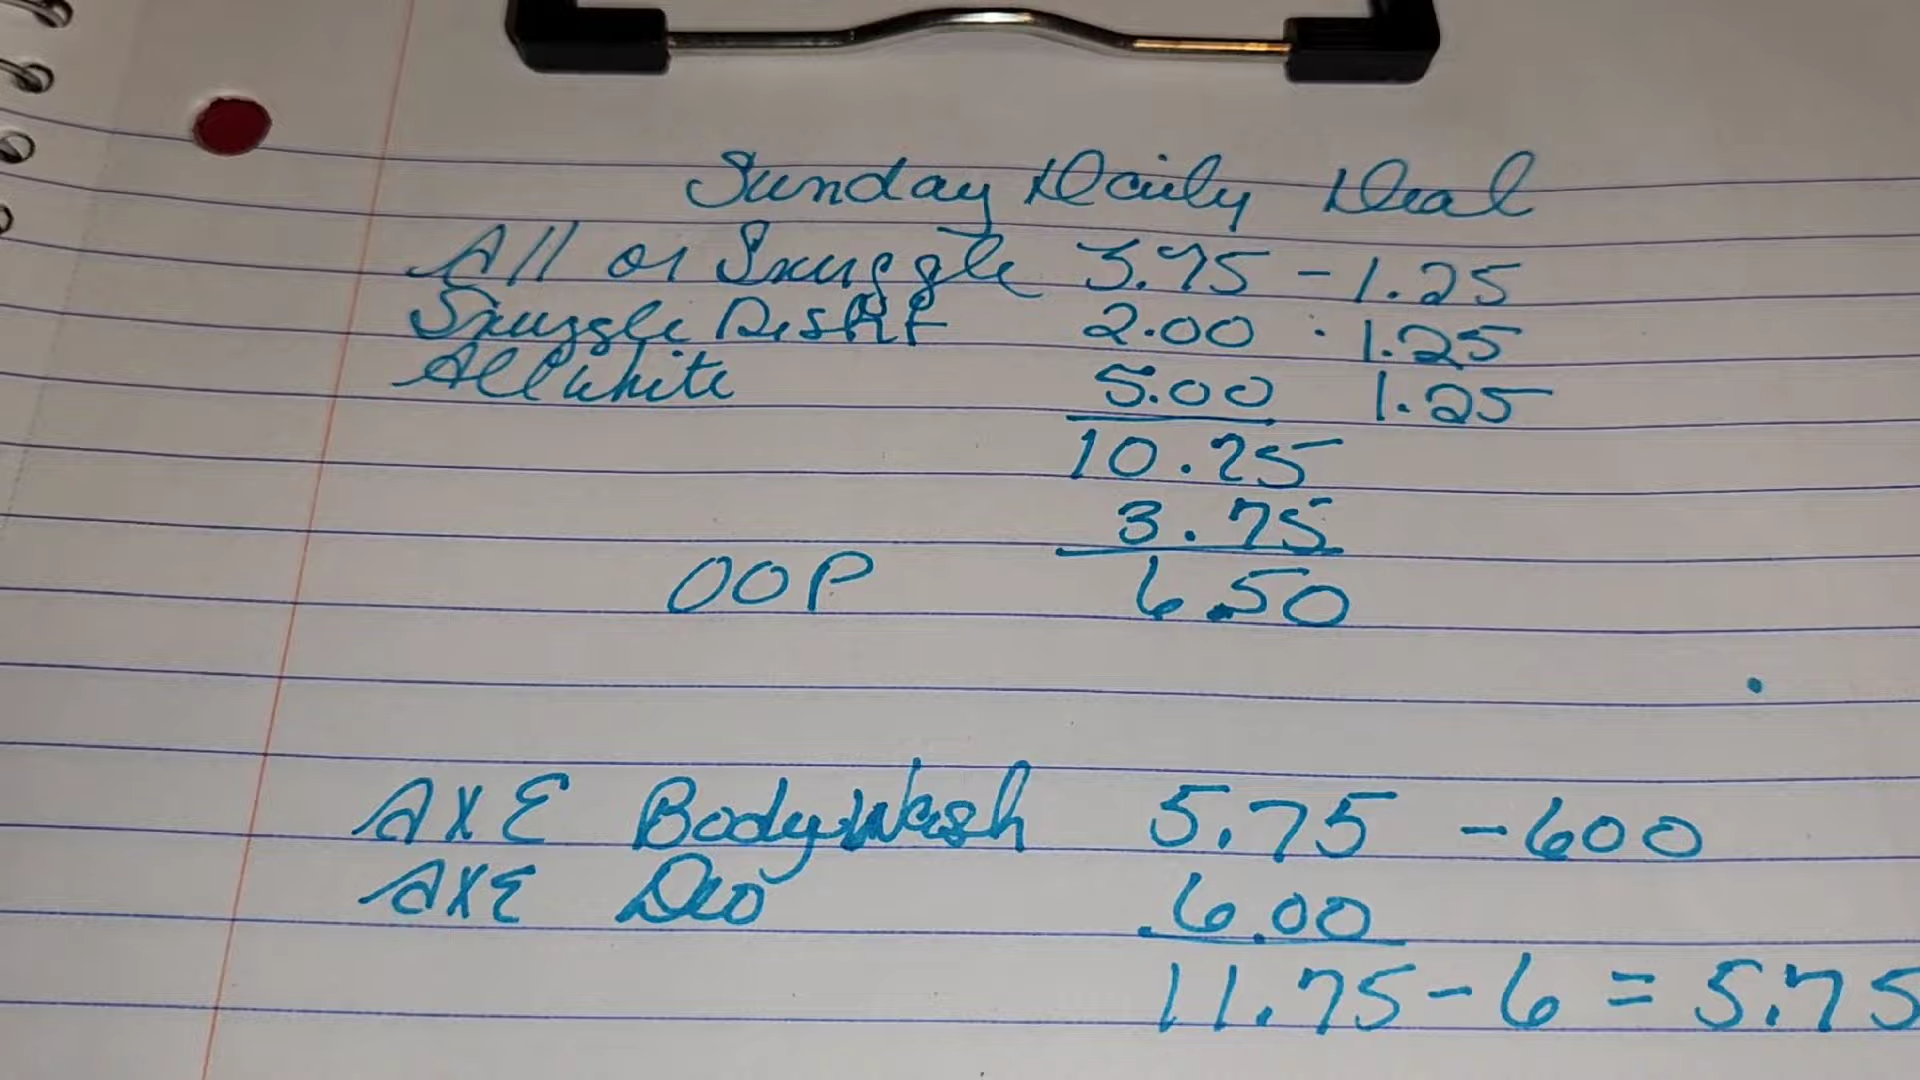 Sunday Daily Deal
All or Snuggle 3.75 - 1.25
Snuggle 2.00 - 1.25
All white 5.00 1.25
10.25
3.75
OOP 6.50
AXE Body Wash 5.75 - 600
AXE Deo 6.00
11.75 - 6 = 5.75